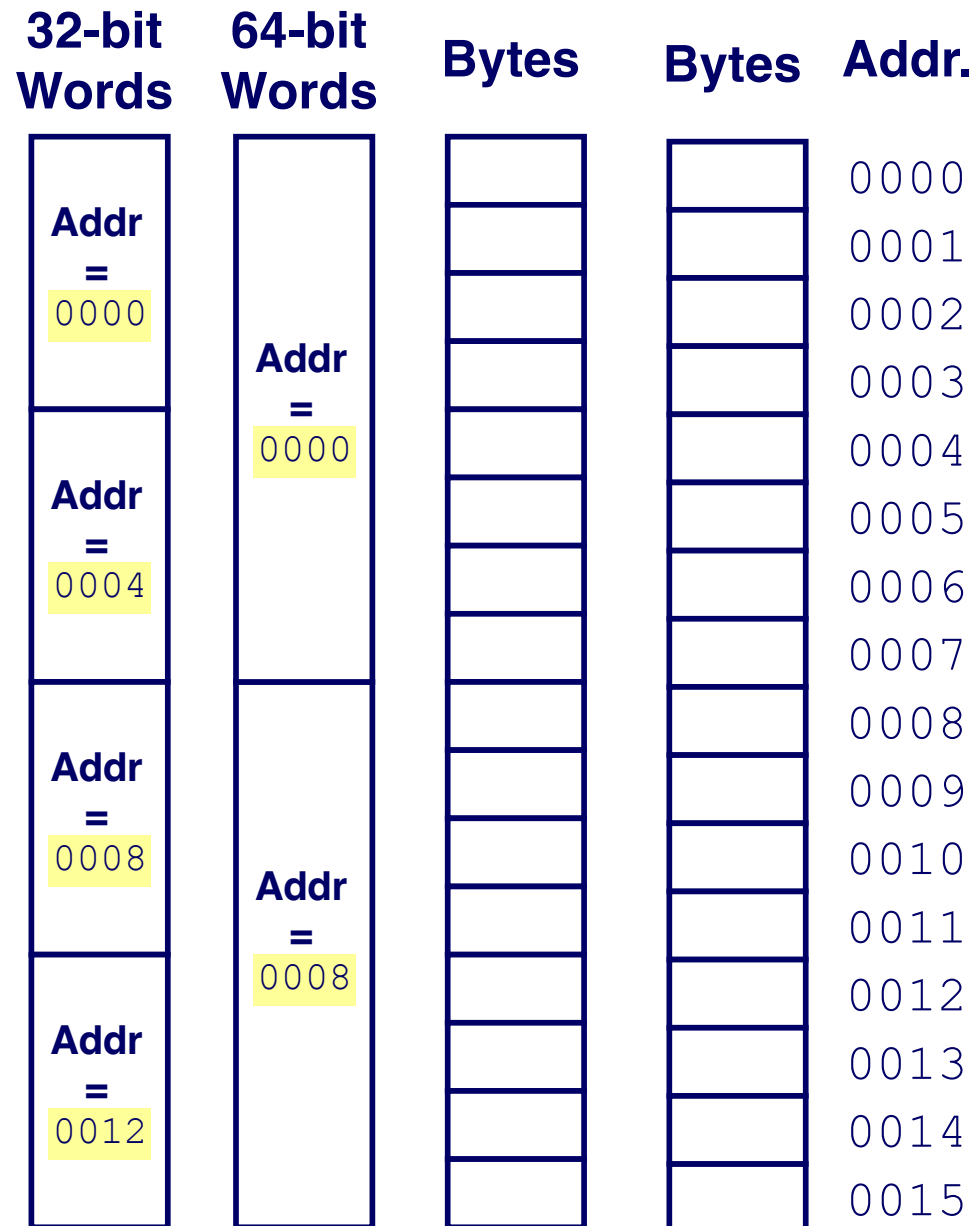 32-bit
Words
64-bit
Words
Bytes
Bytes
Addr.
Addr
=
0000
Addr
=
0004
Addr
=
0008
Addr
=
0012
Addr
=
0000
Addr
=
0008
0000
0001
0002
0003
0004
0005
0006
0007
0008
0009
0010
0011
0012
0013
0014
0015